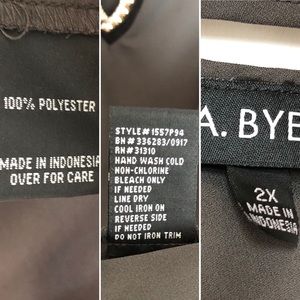 100% POLYESTER
MADE IN INDONESIA
OVER FOR CARE
STYLE# 1557P94
BN# 336283/0917
RN# 31310
HAND WASH COLD
NON-CHLORINE
BLEACH ONLY
IF NEEDED
LINE DRY
COOL IRON ON
REVERSE SIDE
IF NEEDED
DO NOT IRON TRIM
A. BYE
2X
MADE IN
INDONESIA